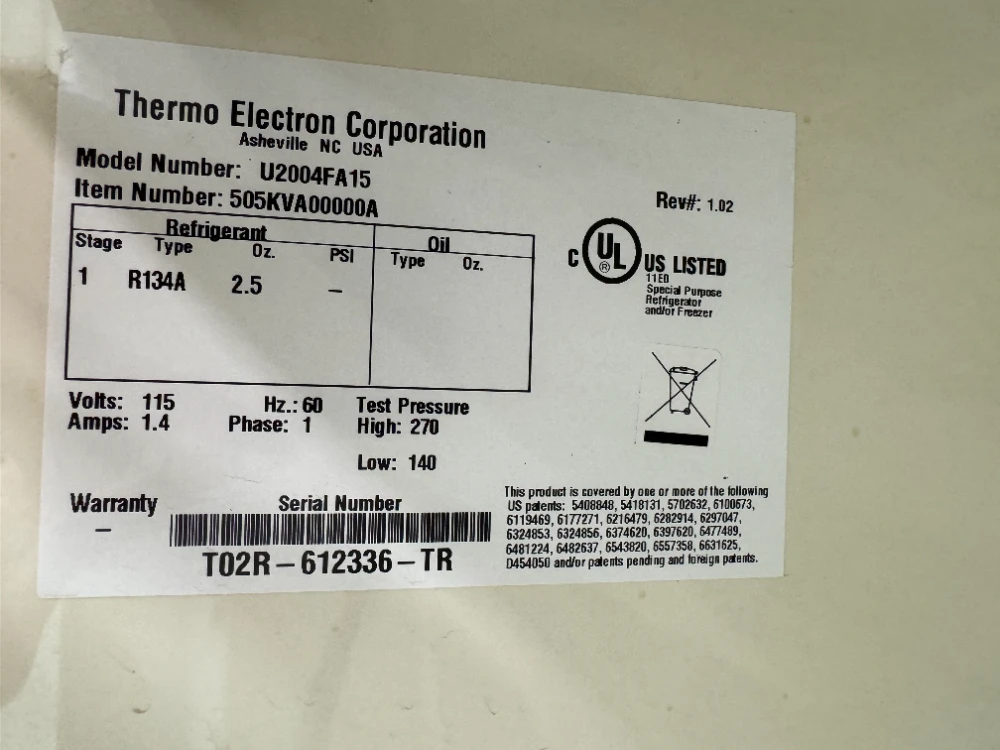 Thermo Electron Corporation
Asheville NC USA
Model Number: U2004FA15
Item Number: 505KVA00000A
Rev#: 1.02
Refrigerant Oil
Stage Type Oz. PSI Type Oz.
1 R134A 2.5 –
C UL ® US LISTED
11ED
Special Purpose
Refrigerator
and/or Freezer
Volts: 115 Hz.: 60 Test Pressure
Amps: 1.4 Phase: 1 High: 270
Low: 140
Warranty Serial Number
–
T02R–612336–TR
This product is covered by one or more of the following
US patents: 5408848, 5418131, 5702632, 6100673,
6119469, 6177271, 6216479, 6282914, 6297047,
6324853, 6324856, 6374620, 6397620, 6477489,
6481224, 6482637, 6543820, 6557358, 6631625,
D454050 and/or patents pending and foreign patents.